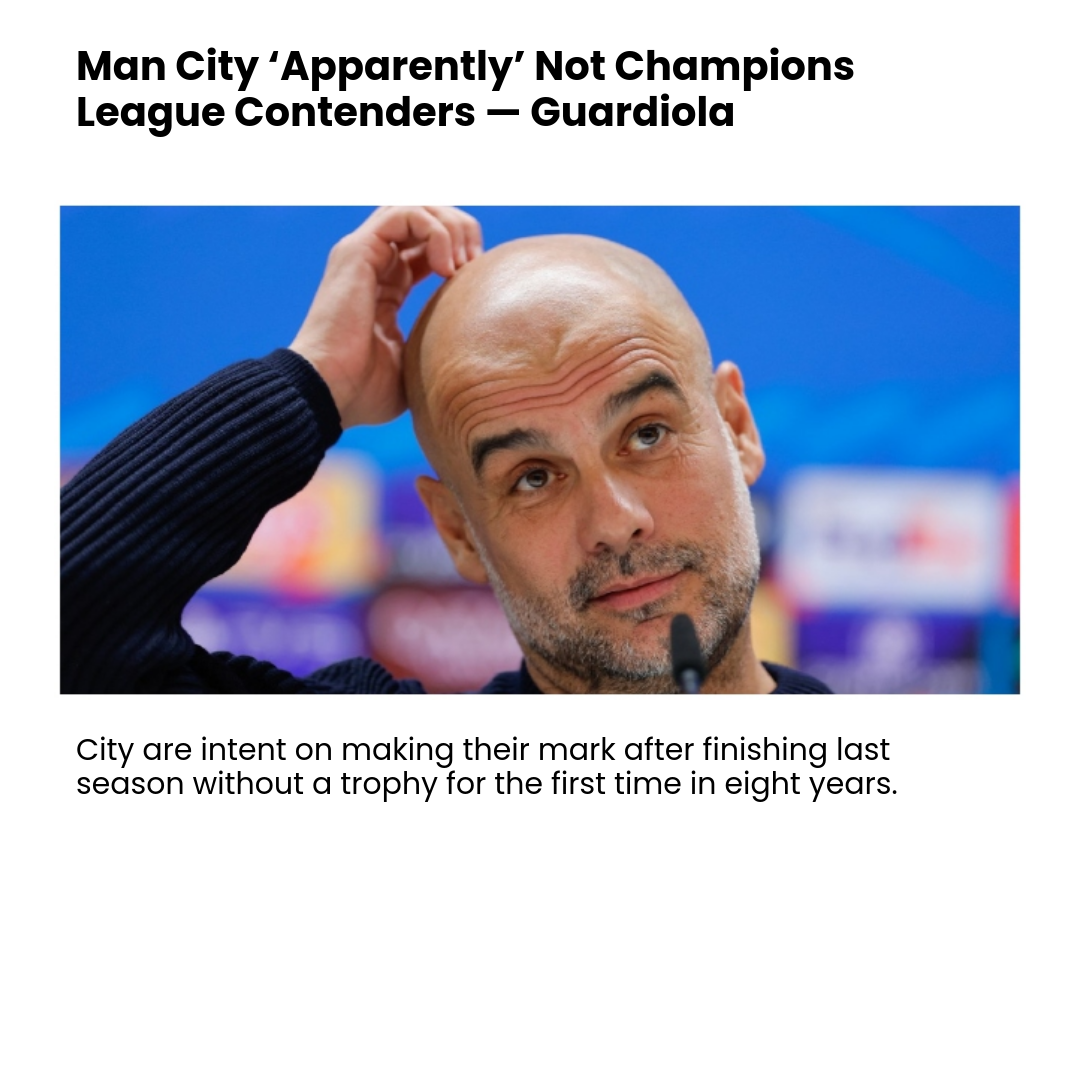 Man City ‘Apparently’ Not Champions
League Contenders — Guardiola
City are intent on making their mark after finishing last
season without a trophy for the first time in eight years.